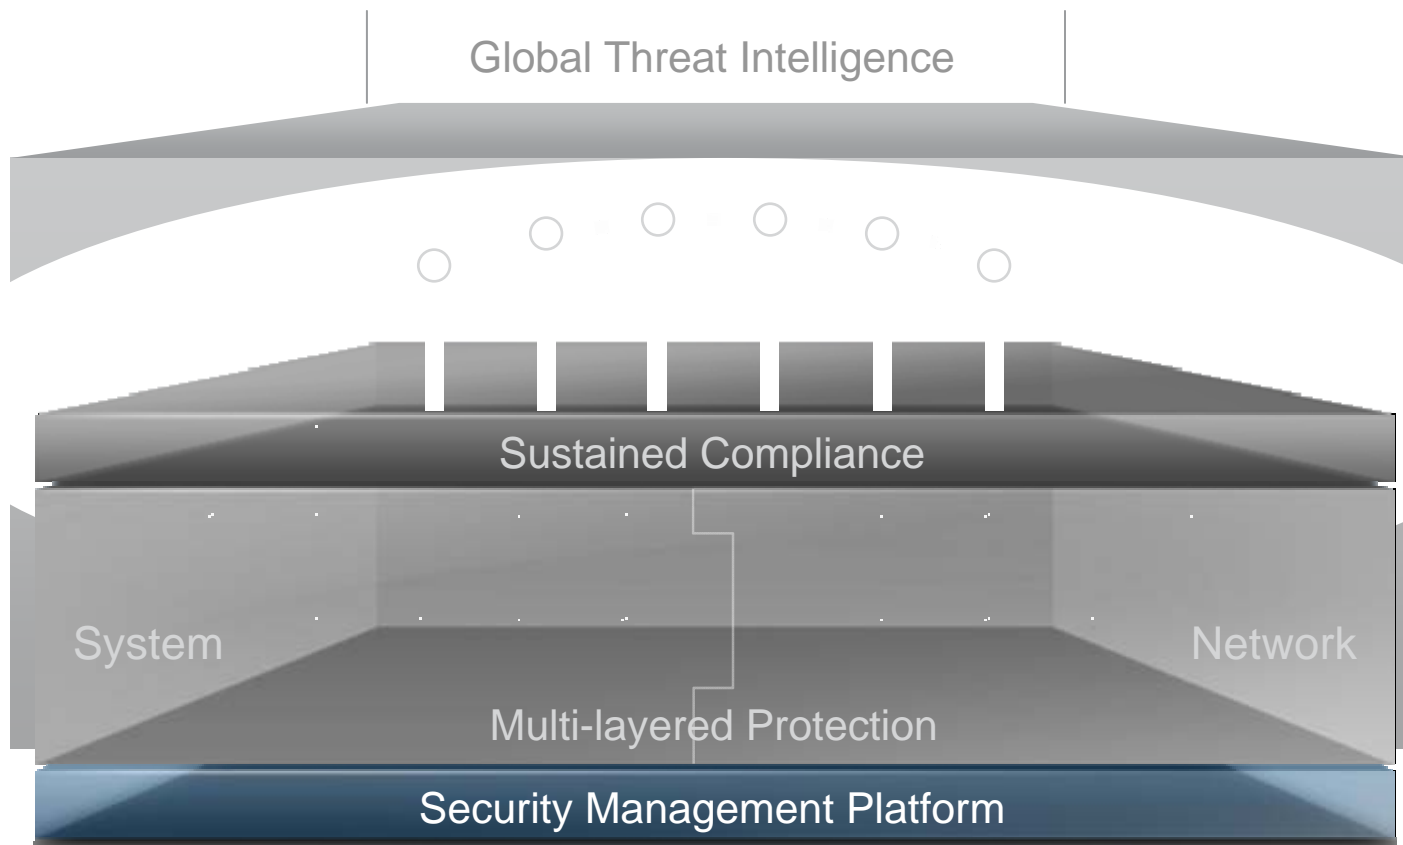 Global Threat Intelligence
Sustained Compliance
System
Network
Multi-layered Protection
Security Management Platform